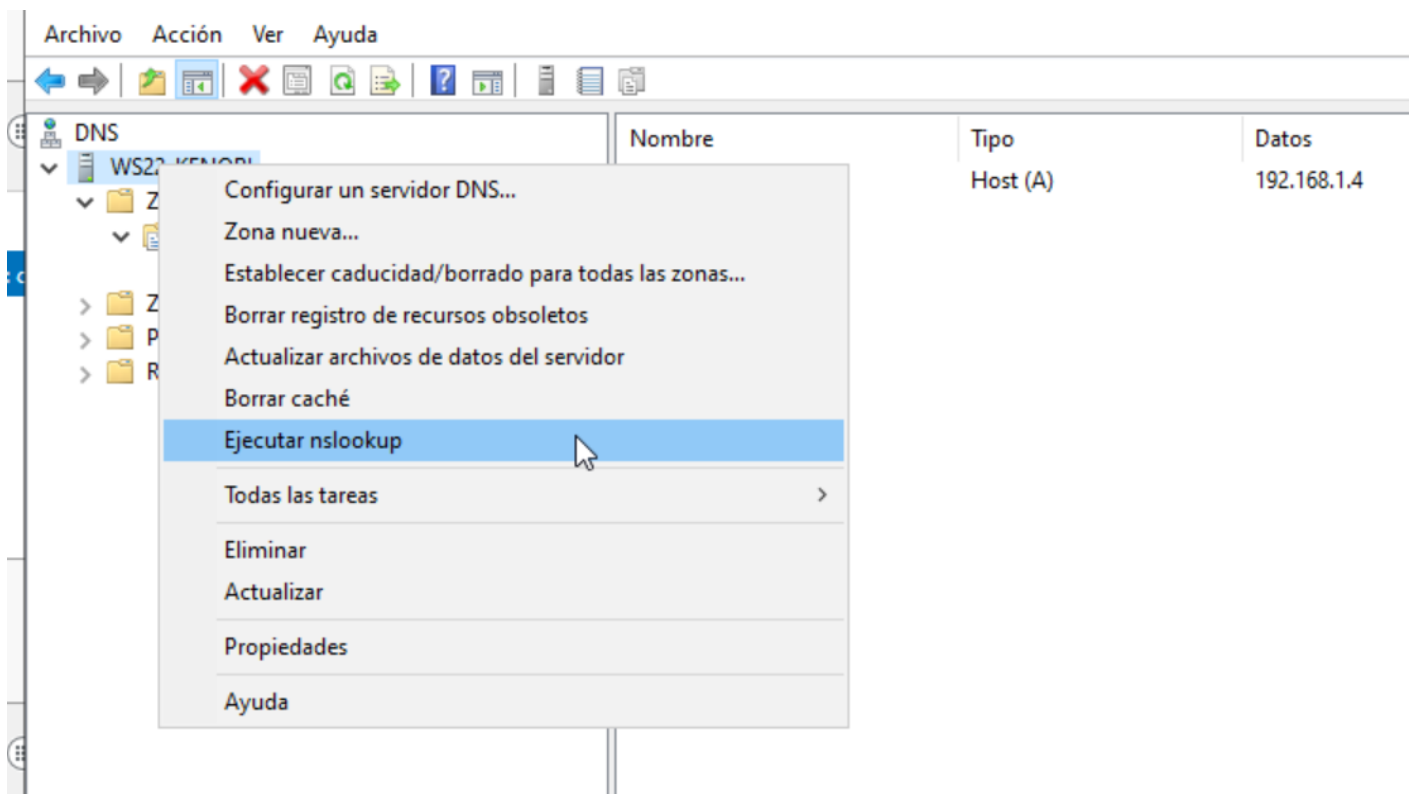 Archivo Acción Ver Ayuda
DNS
Nombre Tipo Datos
Configurar un servidor DNS...
Host (A) 192.168.1.4
Z
Zona nueva...
Establecer caducidad/borrado para todas las zonas...
Z
Borrar registro de recursos obsoletos
P
Actualizar archivos de datos del servidor
R
Borrar caché
Ejecutar nslookup
Todas las tareas
Eliminar
Actualizar
Propiedades
Ayuda